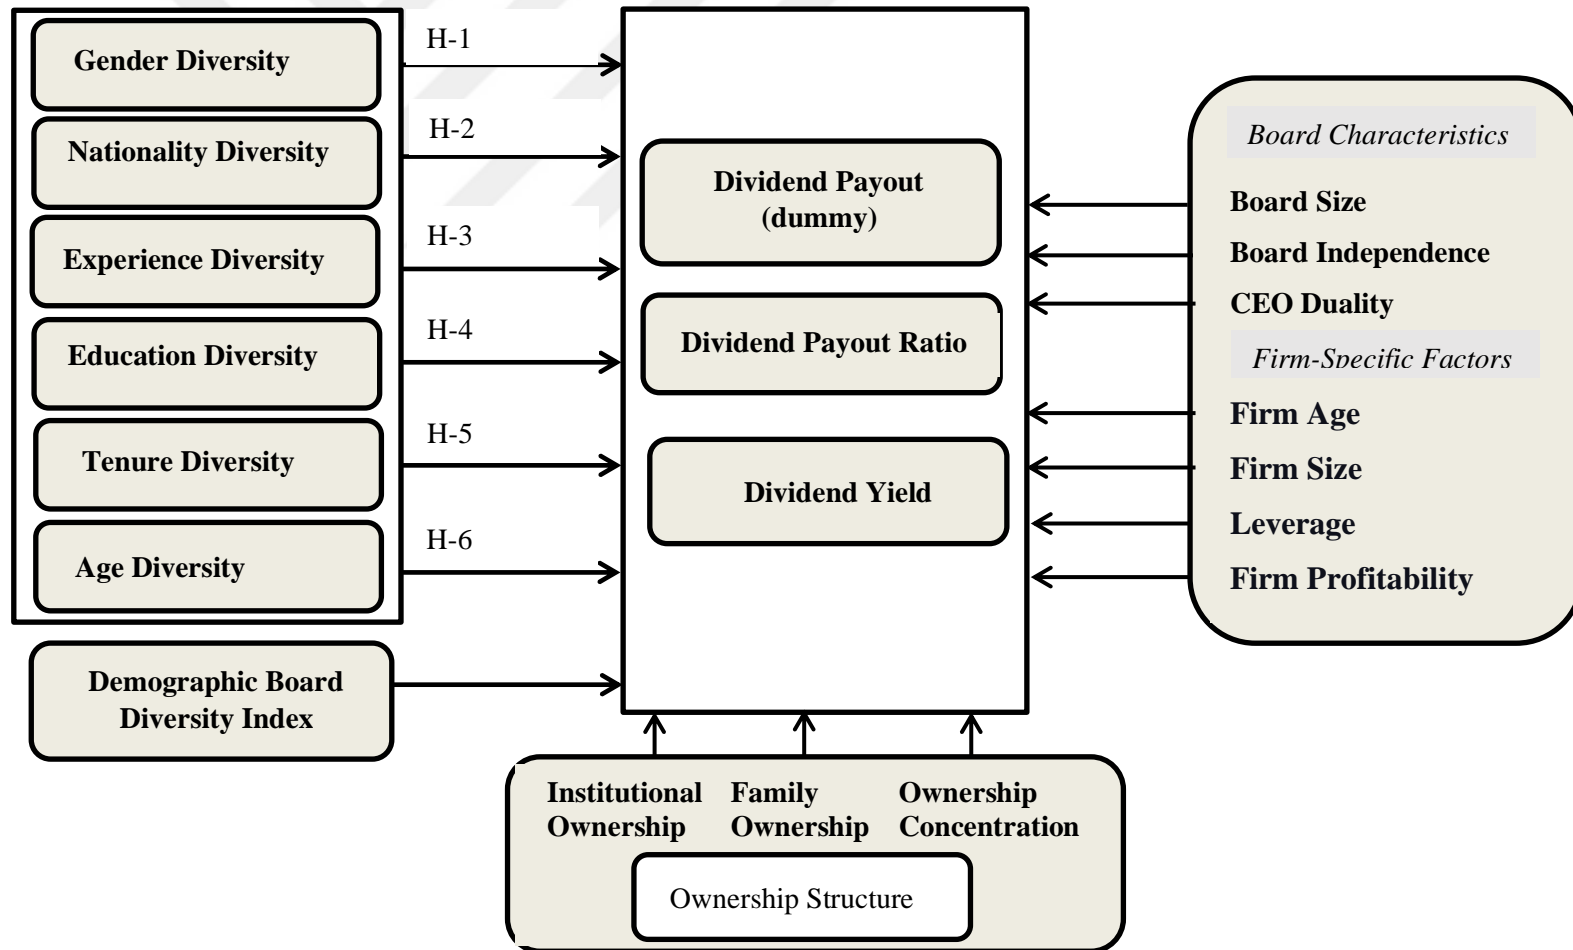 Gender Diversity
Nationality Diversity
Experience Diversity
Education Diversity
Tenure Diversity
Age Diversity
Demographic Board
Diversity Index
H-1
H-2
H-3
H-4
H-5
H-6
Dividend Payout
(dummy)
Dividend Payout Ratio
Dividend Yield
Board Characteristics
Board Size
Board Independence
CEO Duality
Firm-Specific Factors
Firm Age
Firm Size
Leverage
Firm Profitability
Institutional
Ownership
Family
Ownership
Ownership
Concentration
Ownership Structure